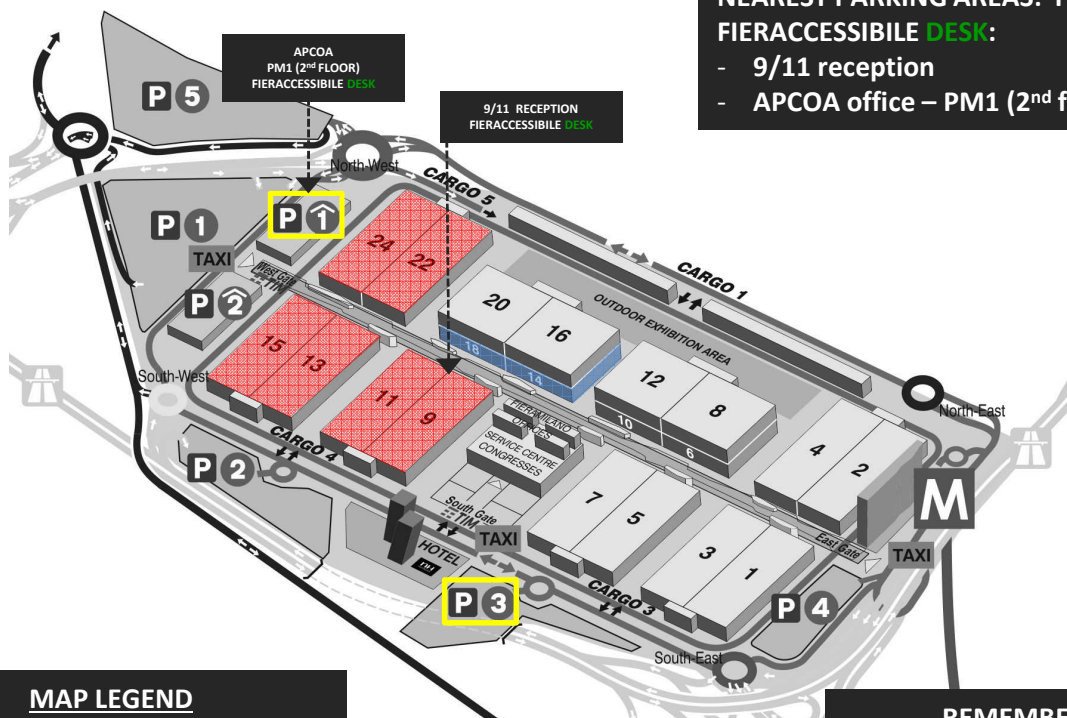 NEAREST PARKING AREAS:
FIERACCESSIBILE DESK:
- 9/11 reception
- APCOA office – PM1 (2nd f
APCOA
PM1 (2nd FLOOR)
FIERACCESSIBILE DESK
9/11 RECEPTION
FIERACCESSIBILE DESK
P 5
North-West
CARGO 5
P 1
P 1
TAXI
West Gate
TIM
P 2
24
22
CARGO 1
OUTDOOR EXHIBITION AREA
20
16
18
14
15
13
South-West
11
9
12
8
10
6
North-East
4
2
M
FIERAMILANO
OFFICES
SERVICE CENTRE
CONGRESSES
CARGO 4
P 2
7
5
South Gate
TIM
TAXI
HOTEL
3
1
East Gate
TAXI
P 3
CARGO 3
P 4
South-East
MAP LEGEND
REMEMBE